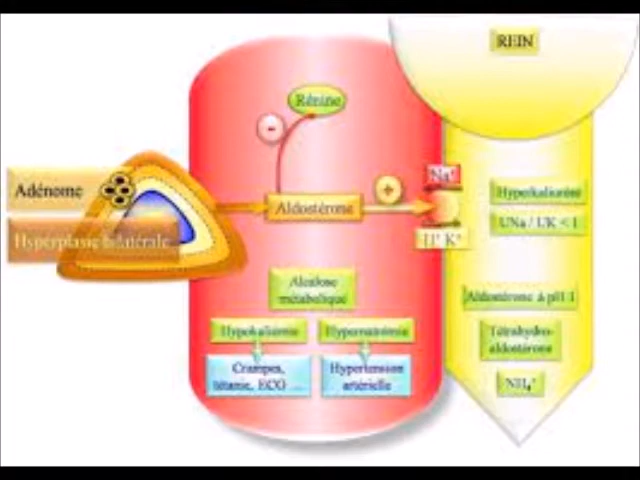 REIN
Rénine
-
Adénome
Na⁺
+
Aldostérone
Hyperkaliurèse
UNa / UK < 1
Hyperplasie bilatérale
H⁺ K⁺
Alcalose
métabolique
Aldostérone à pH 1
Hypokaliémie
Hypernatrémie
Tétrahydro-
aldostérone
Crampes,
tétanie, ECG ...
Hypertension
artérielle
NH₄⁺